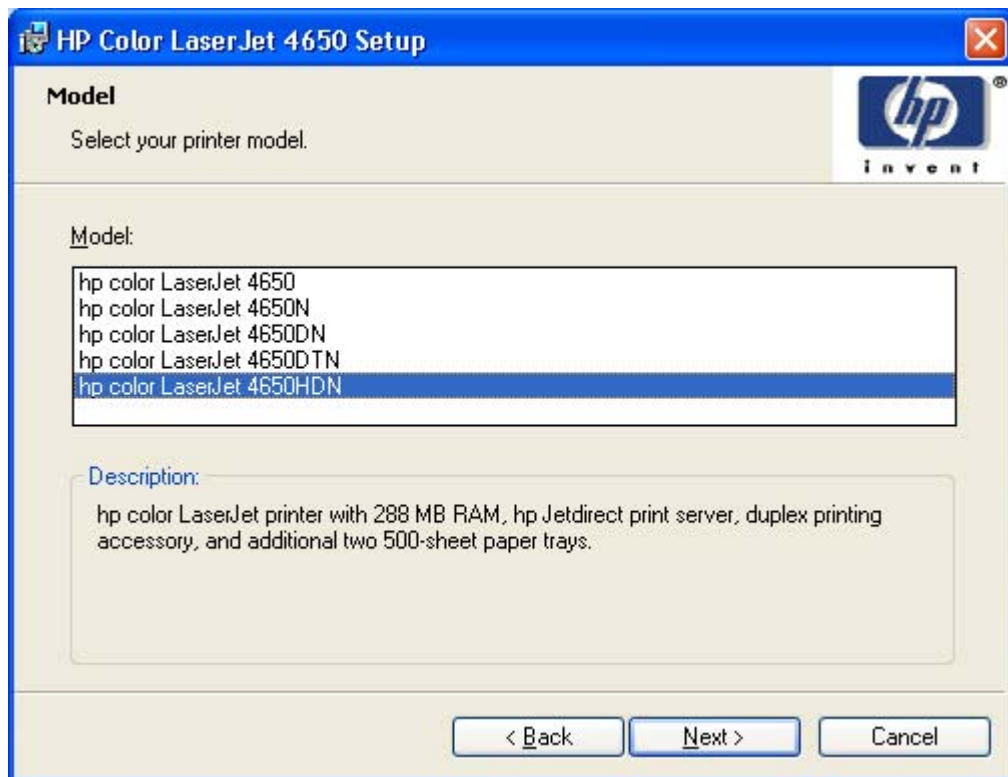 HP Color LaserJet 4650 Setup
Model
Select your printer model.
hp
®
invent
Model:
hp color LaserJet 4650
hp color LaserJet 4650N
hp color LaserJet 4650DN
hp color LaserJet 4650DTN
hp color LaserJet 4650HDN
Description:
hp color LaserJet printer with 288 MB RAM, hp Jetdirect print server, duplex printing
accessory, and additional two 500-sheet paper trays.
< Back
Next >
Cancel